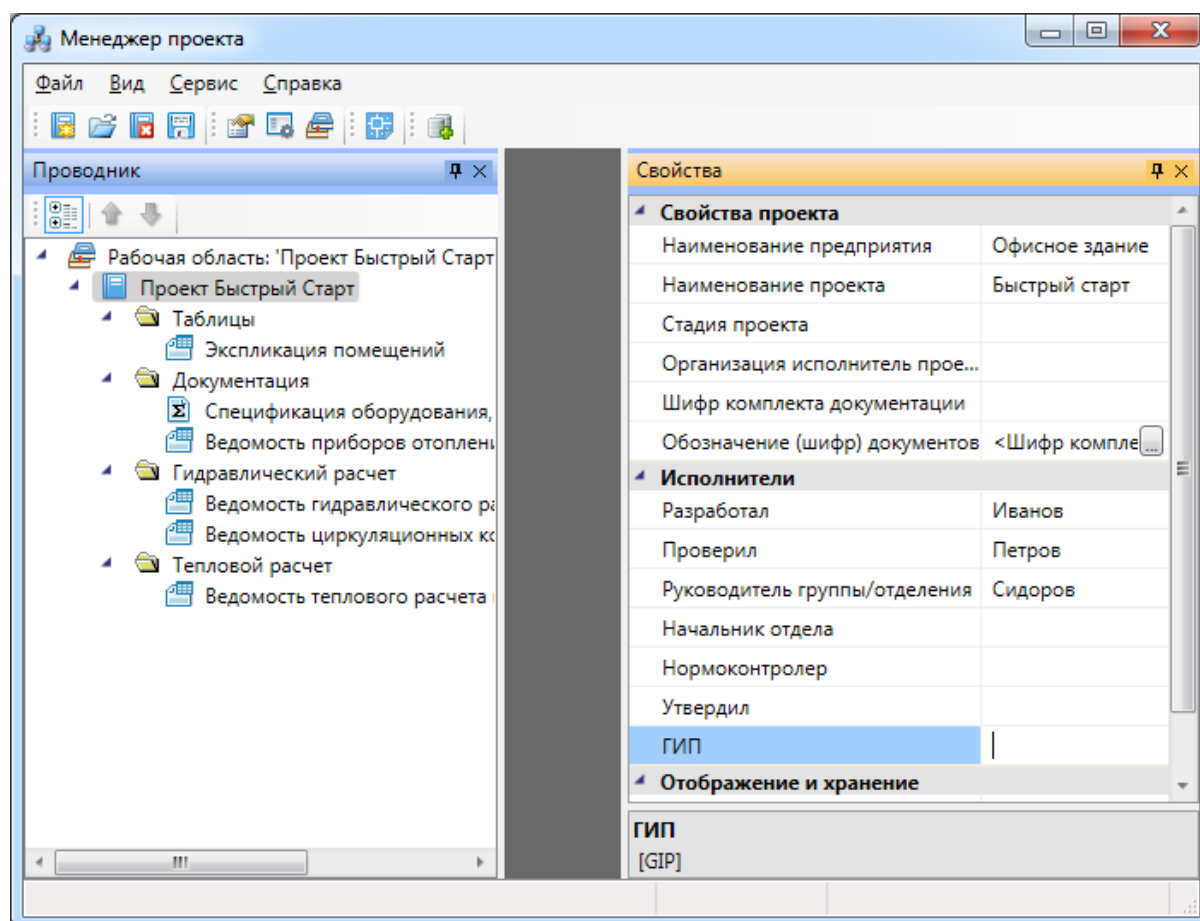 Менеджер проекта
Файл Вид Сервис Справка
Проводник
Рабочая область: 'Проект Быстрый Старт
Проект Быстрый Старт
Таблицы
Экспликация помещений
Документация
Спецификация оборудования,
Ведомость приборов отоплени
Гидравлический расчет
Ведомость гидравлического ра
Ведомость циркуляционных ко
Тепловой расчет
Ведомость теплового расчета
Свойства
Свойства проекта
Наименование предприятия Офисное здание
Наименование проекта Быстрый старт
Стадия проекта
Организация исполнитель прое...
Шифр комплекта документации
Обозначение (шифр) документов <Шифр компле ...
Исполнители
Разработал Иванов
Проверил Петров
Руководитель группы/отделения Сидоров
Начальник отдела
Нормоконтролер
Утвердил
ГИП
Отображение и хранение
ГИП
[GIP]